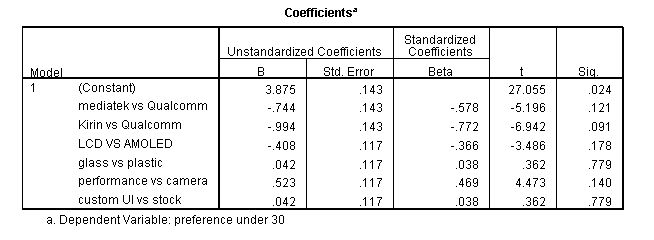 Coefficientsa
Unstandardized Coefficients Standardized Coefficients
Model B Std. Error Beta t Sig.
1 (Constant) 3.875 .143 27.055 .024
mediatek vs Qualcomm -.744 .143 -.578 -5.196 .121
Kirin vs Qualcomm -.994 .143 -.772 -6.942 .091
LCD VS AMOLED -.408 .117 -.366 -3.486 .178
glass vs plastic .042 .117 .038 .362 .779
performance vs camera .523 .117 .469 4.473 .140
custom UI vs stock .042 .117 .038 .362 .779
a. Dependent Variable: preference under 30